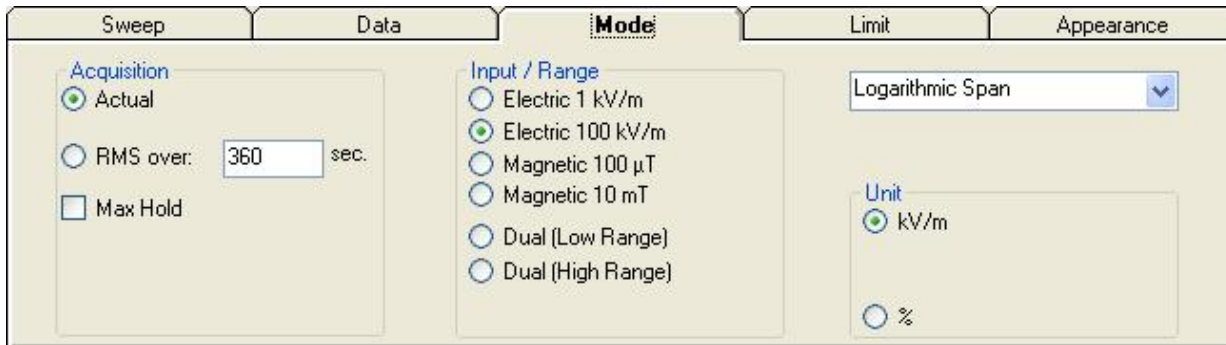 Sweep
Data
Mode
Limit
Appearance
Acquisition
Actual
RMS over: 360 sec.
Max Hold
Input / Range
Electric 1 kV/m
Electric 100 kV/m
Magnetic 100 µT
Magnetic 10 mT
Dual (Low Range)
Dual (High Range)
Logarithmic Span
Unit
kV/m
%